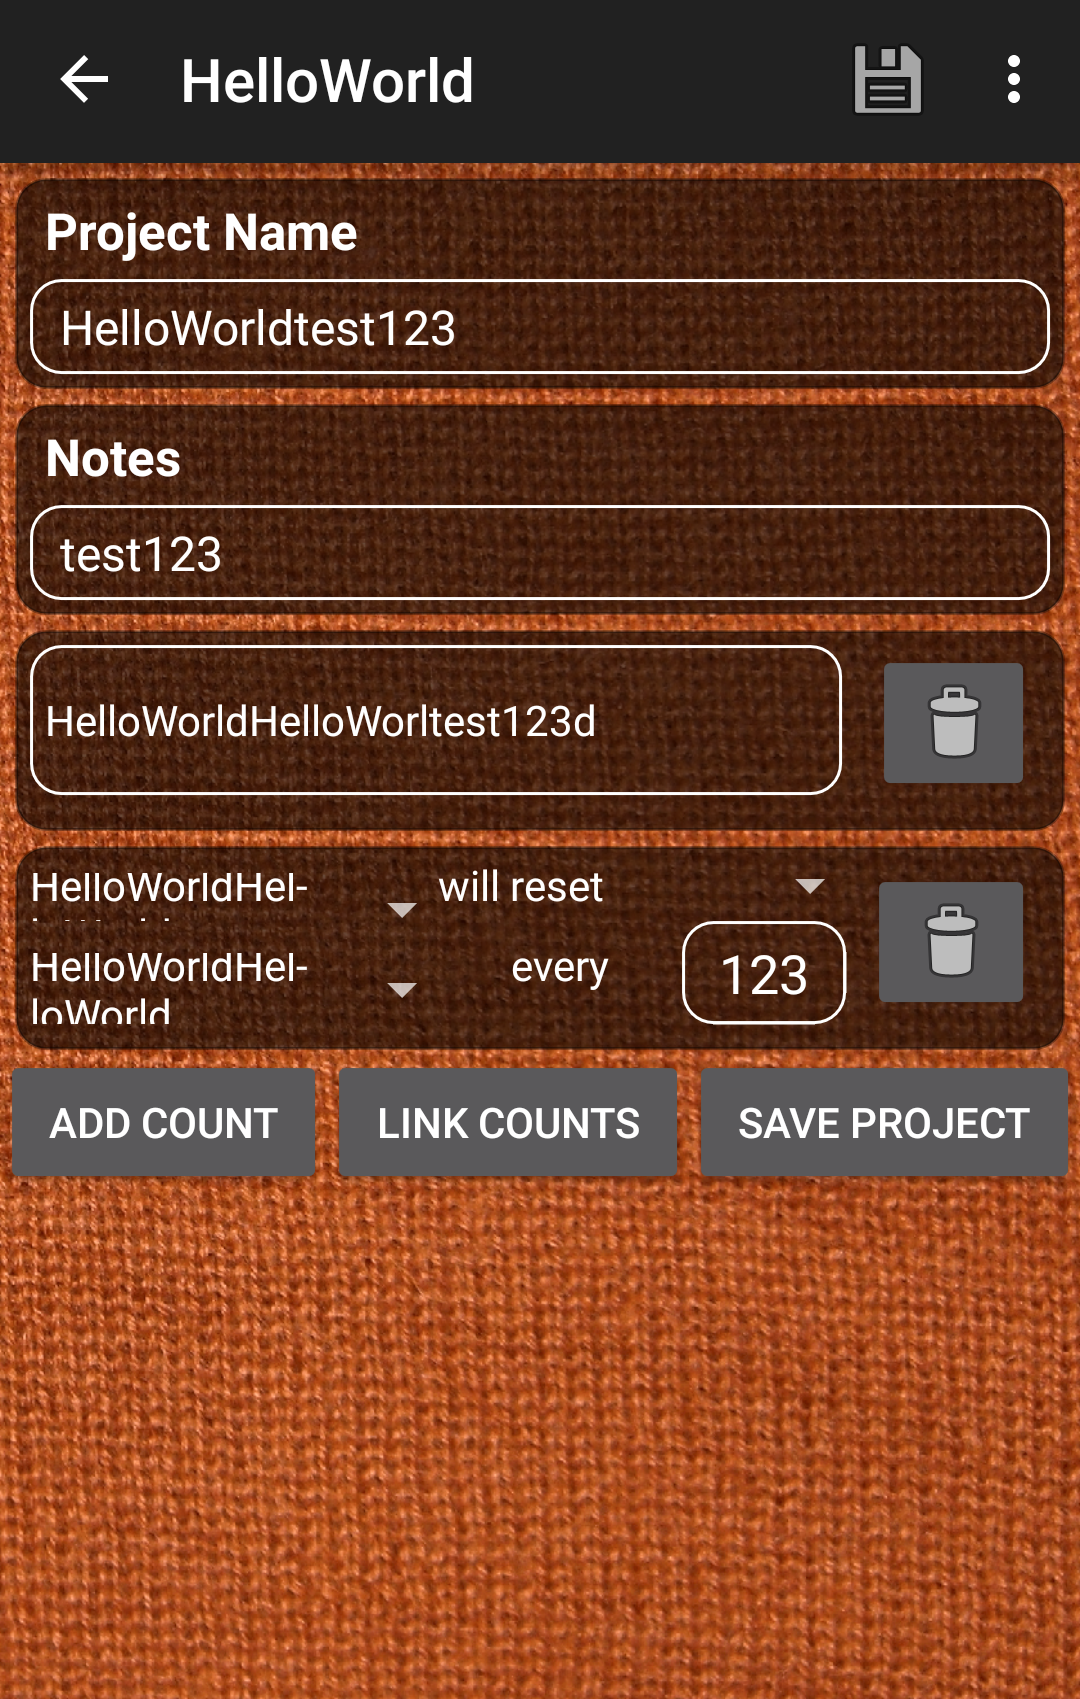 HelloWorld
Project Name
HelloWorldtest123
Notes
test123
HelloWorldHelloWorltest123d
HelloWorldHel-
will reset
HelloWorldHel-
loWorld
every
123
ADD COUNT
LINK COUNTS
SAVE PROJECT